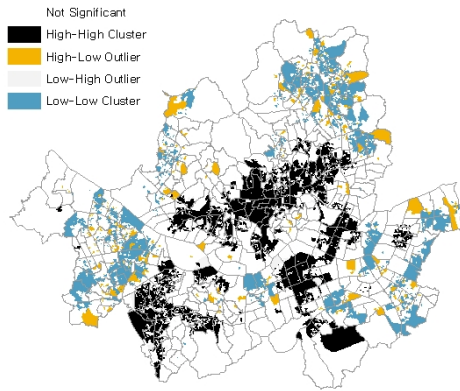 Not Significant
High-High Cluster
High-Low Outlier
Low-High Outlier
Low-Low Cluster